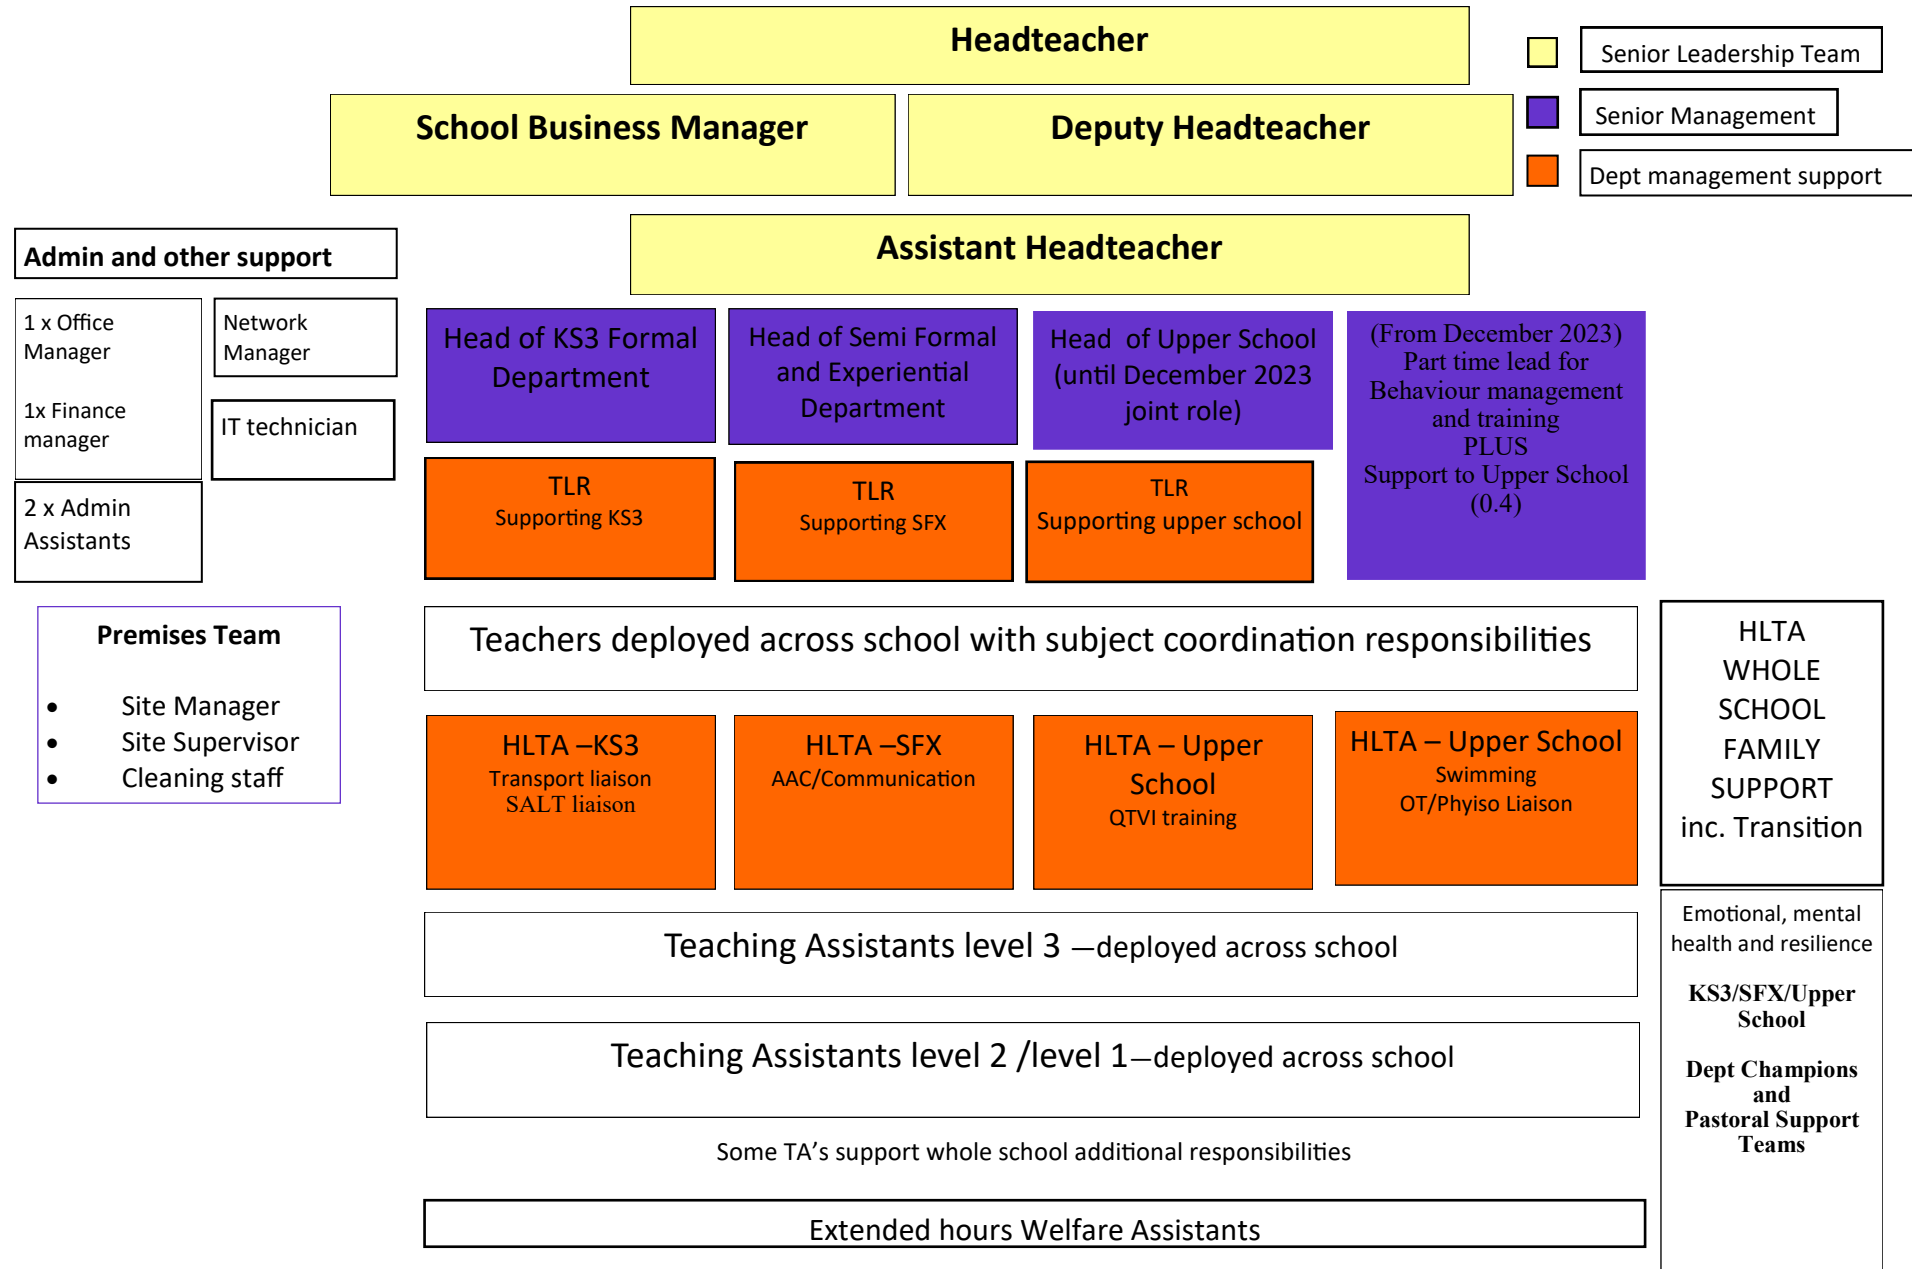 Headteacher
Senior Leadership Team
School Business Manager
Deputy Headteacher
Senior Management
Dept management support
Assistant Headteacher
Admin and other support
1 x Office
Manager
1x Finance
manager
Network
Manager
IT technician
2 x Admin
Assistants
Head of KS3 Formal
Department
Head of Semi Formal
and Experiential
Department
Head  of Upper School
(until December 2023
joint role)
(From December 2023)
Part time lead for
Behaviour management
and training
PLUS
Support to Upper School
(0.4)
TLR
Supporting KS3
TLR
Supporting SFX
TLR
Supporting upper school
Premises Team
• Site Manager
• Site Supervisor
• Cleaning staff
Teachers deployed across school with subject coordination responsibilities
HLTA
WHOLE
SCHOOL
FAMILY
SUPPORT
inc. Transition
HLTA –KS3
Transport liaison
SALT liaison
HLTA –SFX
AAC/Communication
HLTA – Upper
School
QTVI training
HLTA – Upper School
Swimming
OT/Phyiso Liaison
Teaching Assistants level 3 —deployed across school
Emotional, mental
health and resilience
KS3/SFX/Upper
School
Dept Champions
and
Pastoral Support
Teams
Teaching Assistants level 2 /level 1—deployed across school
Some TA’s support whole school additional responsibilities
Extended hours Welfare Assistants